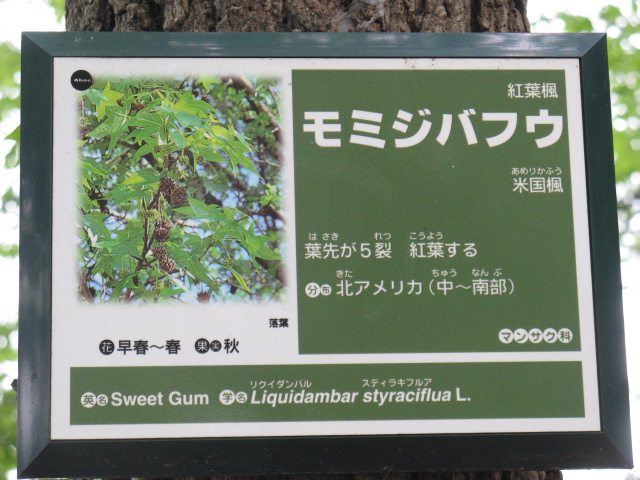 Aboc
紅葉楓
モミジバフウ
あめりかふう
米国楓
はさき れつ こうよう
葉先が5裂 紅葉する
きた ちゅう なんぶ
分布 北アメリカ(中～南部)
落葉
花 早春～春 果実 秋
マンサク科
リクイダンバル スティラキフルア
英名 Sweet Gum 学名 Liquidambar styraciflua L.